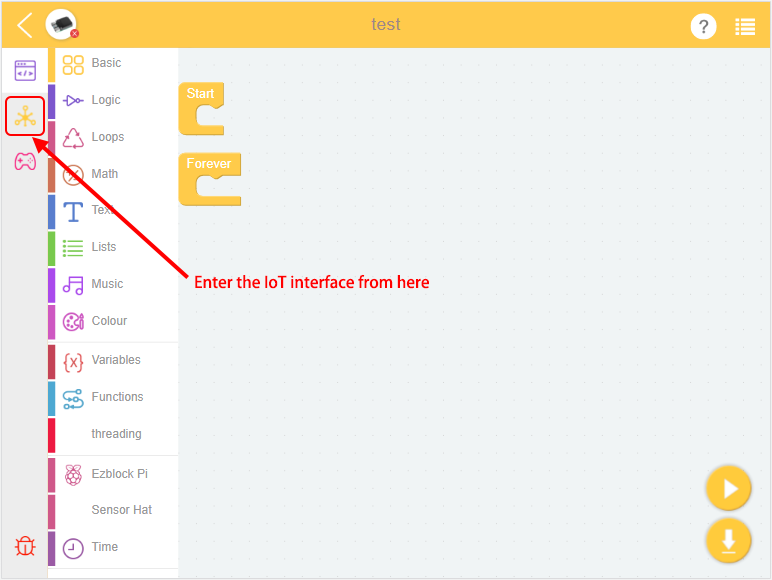 test
?
Basic
Logic
Loops
Math
Text
Lists
Music
Colour
Variables
Functions
threading
Ezblock Pi
Sensor Hat
Time
Start
Forever
Enter the IoT interface from here